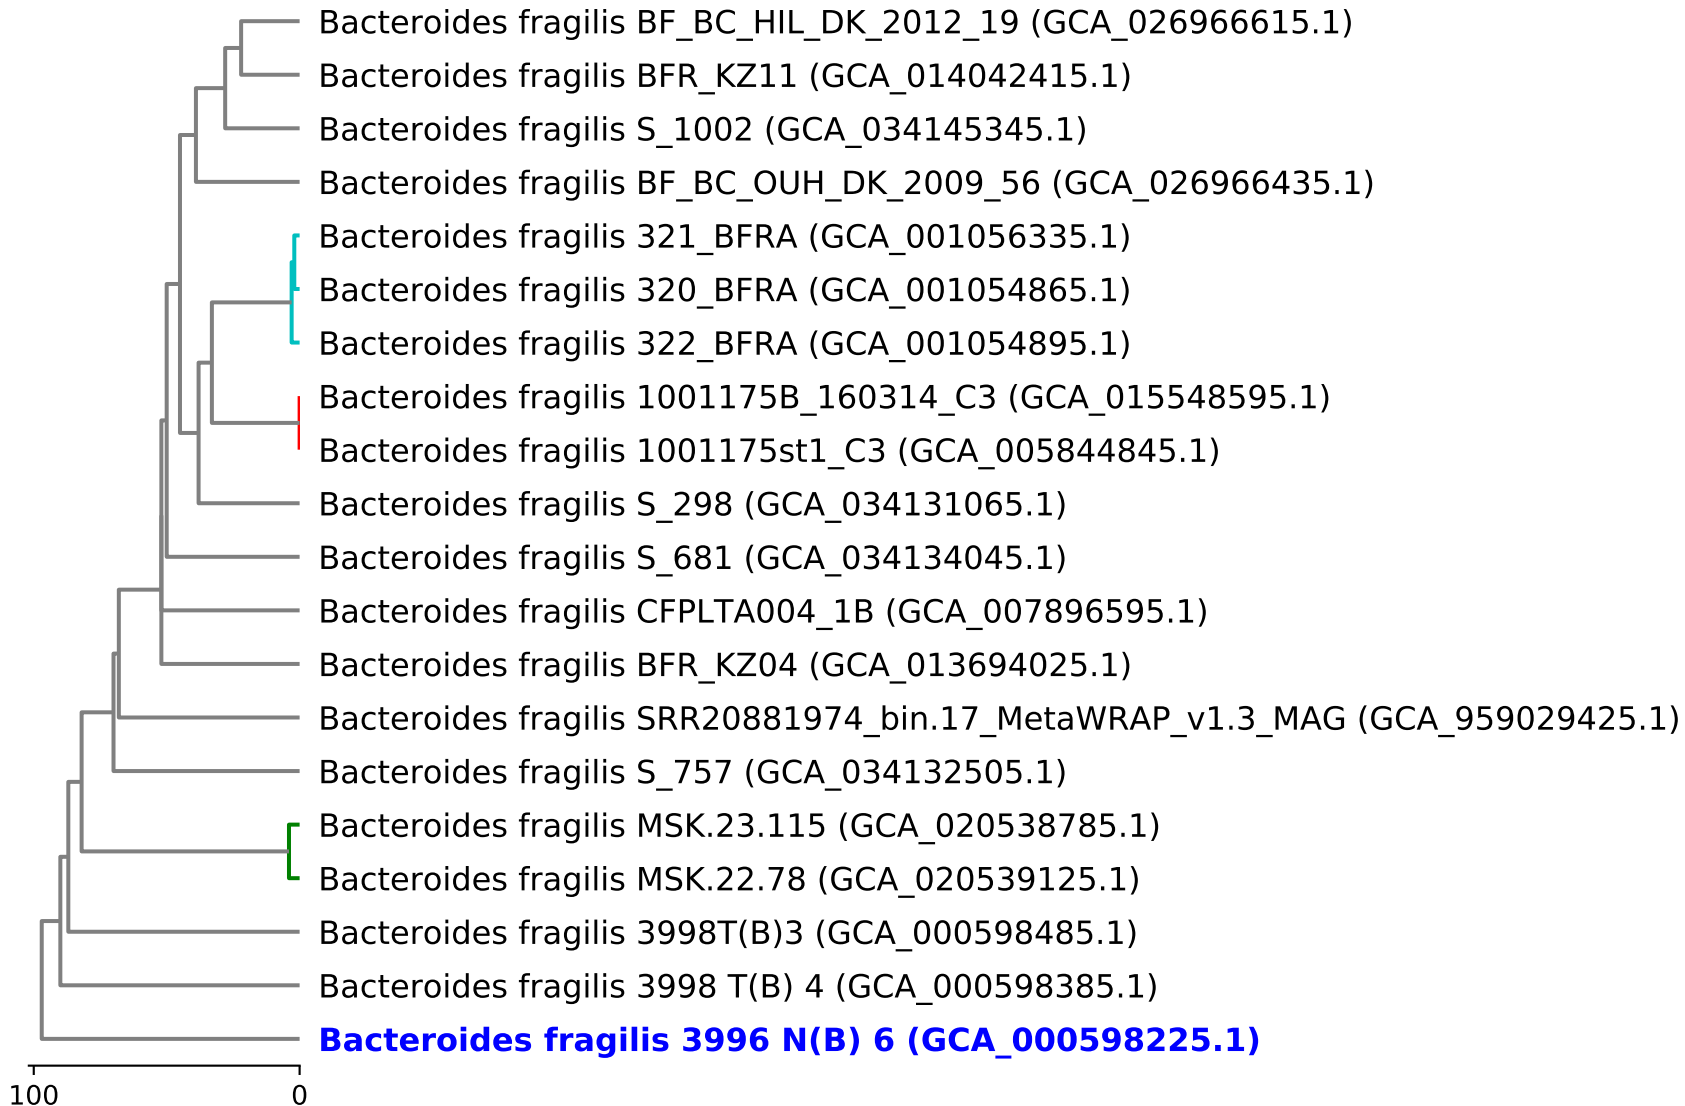 Bacteroides fragilis BF_BC_HIL_DK_2012_19 (GCA_026966615.1)
Bacteroides fragilis BFR_KZ11 (GCA_014042415.1)
Bacteroides fragilis S_1002 (GCA_034145345.1)
Bacteroides fragilis BF_BC_OUH_DK_2009_56 (GCA_026966435.1)
Bacteroides fragilis 321_BFRA (GCA_001056335.1)
Bacteroides fragilis 320_BFRA (GCA_001054865.1)
Bacteroides fragilis 322_BFRA (GCA_001054895.1)
Bacteroides fragilis 1001175B_160314_C3 (GCA_015548595.1)
Bacteroides fragilis 1001175st1_C3 (GCA_005844845.1)
Bacteroides fragilis S_298 (GCA_034131065.1)
Bacteroides fragilis S_681 (GCA_034134045.1)
Bacteroides fragilis CFPLTA004_1B (GCA_007896595.1)
Bacteroides fragilis BFR_KZ04 (GCA_013694025.1)
Bacteroides fragilis SRR20881974_bin.17_MetaWRAP_v1.3_MAG (GCA_959029425.1)
Bacteroides fragilis S_757 (GCA_034132505.1)
Bacteroides fragilis MSK.23.115 (GCA_020538785.1)
Bacteroides fragilis MSK.22.78 (GCA_020539125.1)
Bacteroides fragilis 3998T(B)3 (GCA_000598485.1)
Bacteroides fragilis 3998 T(B) 4 (GCA_000598385.1)
Bacteroides fragilis 3996 N(B) 6 (GCA_000598225.1)
100 0